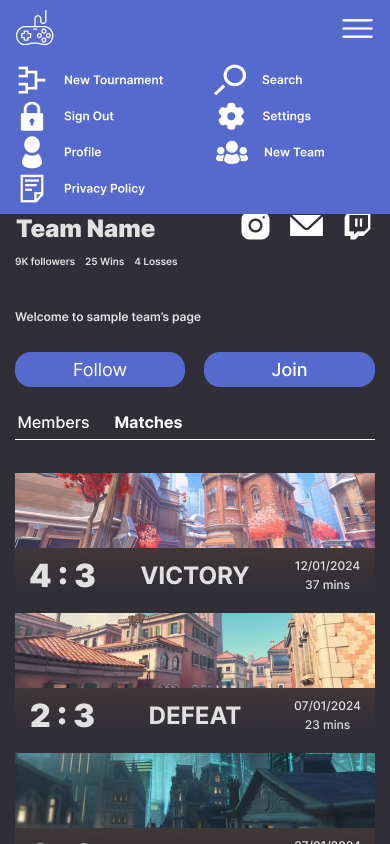 New Tournament
Search
Sign Out
Settings
Profile
New Team
Privacy Policy
Team Name
9K followers 25 Wins 4 Losses
Welcome to sample team's page
Follow
Join
Members Matches
4 : 3 VICTORY 12/01/2024
37 mins
2 : 3 DEFEAT 07/01/2024
23 mins